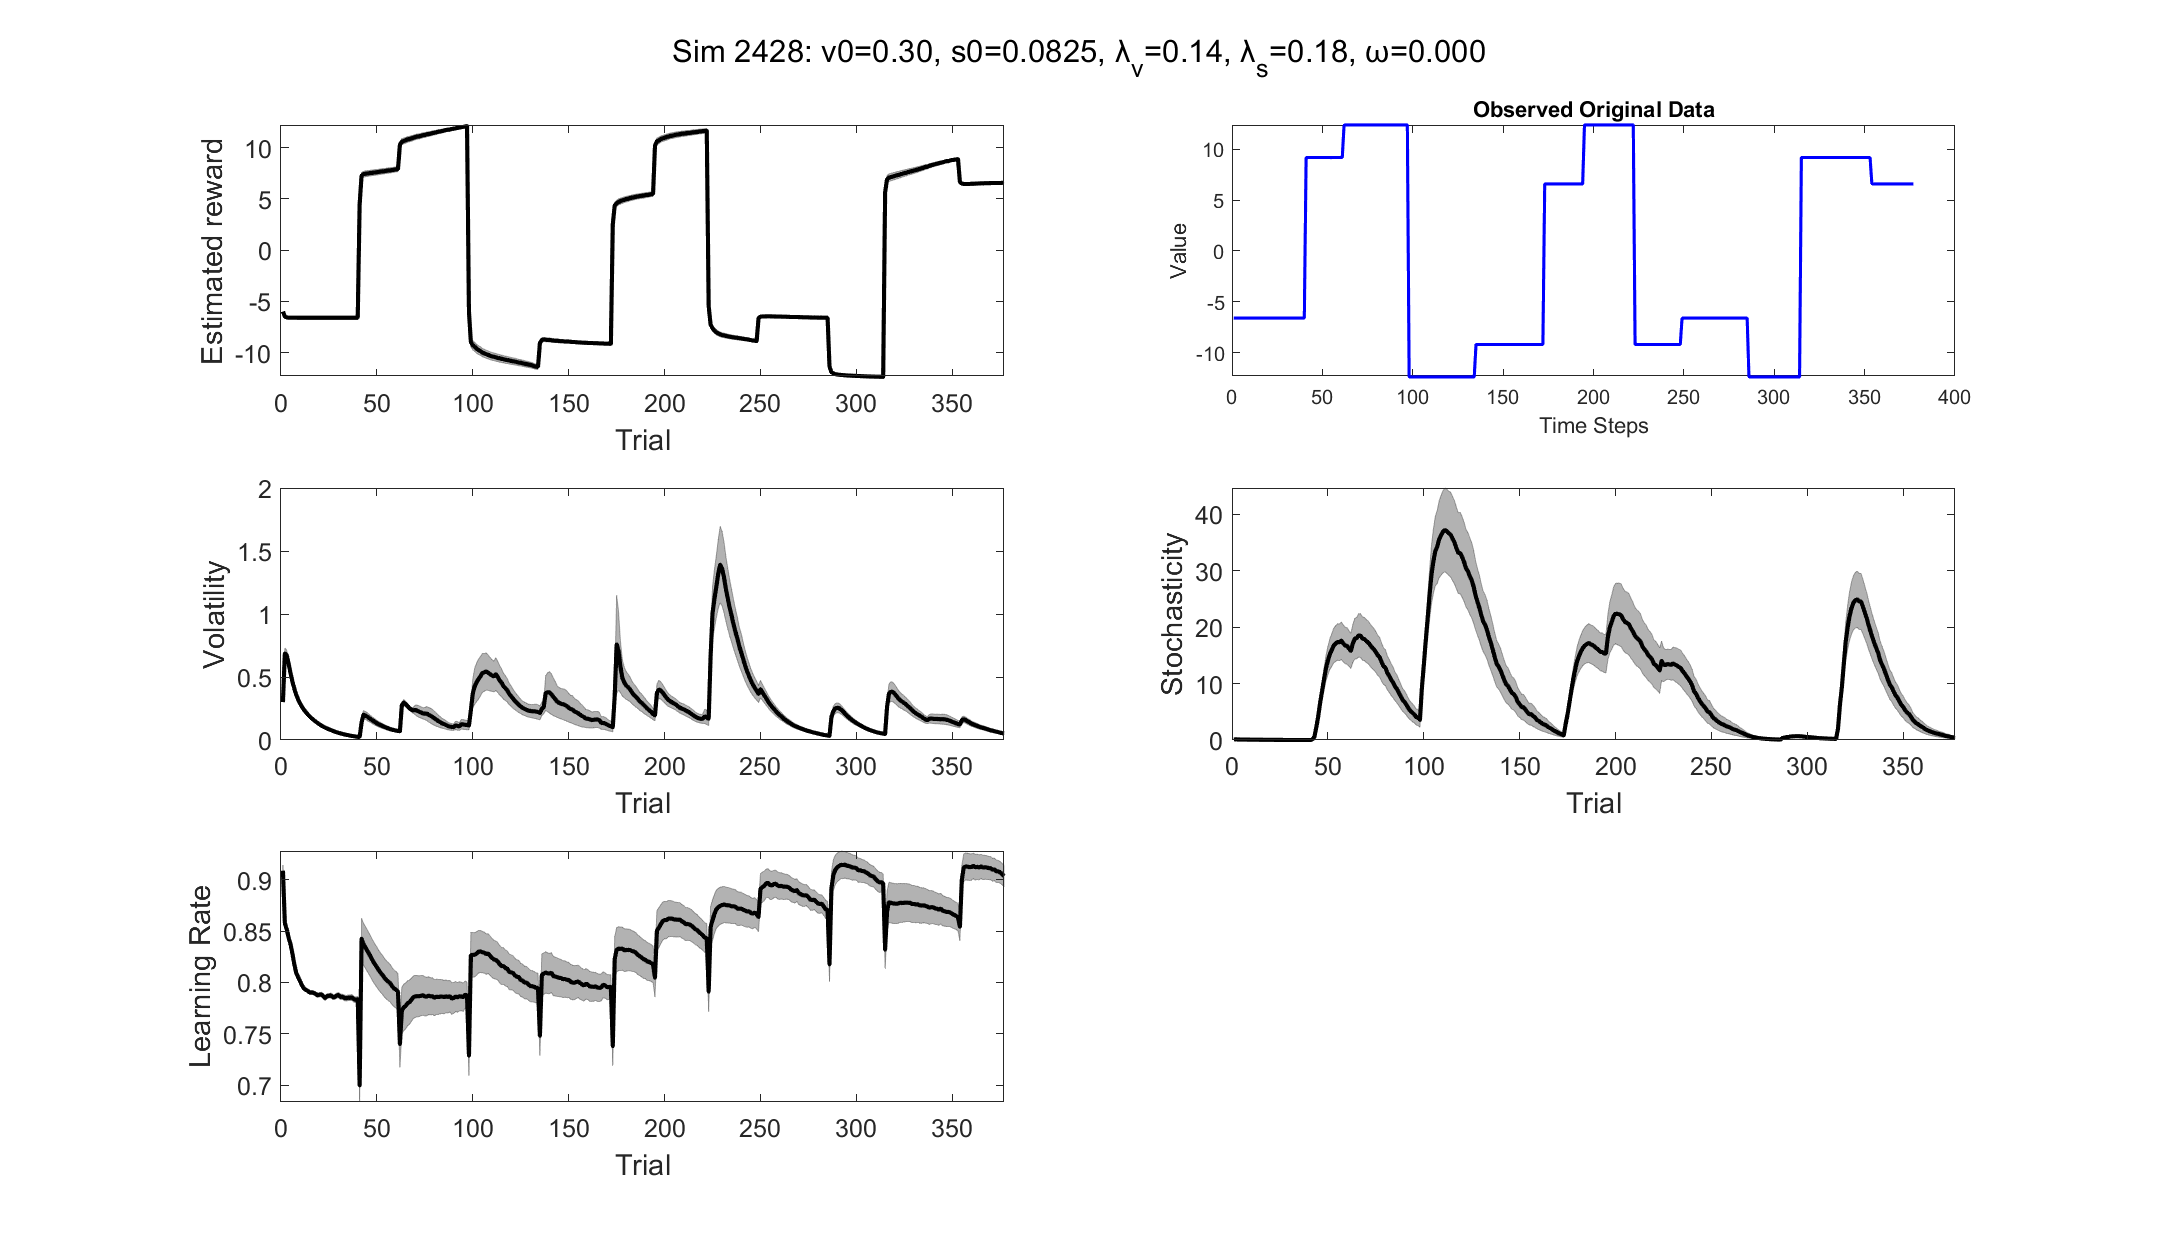 Sim 2428: v0=0.30, s0=0.0825, λv=0.14, λs=0.18, ω=0.000
Estimated reward
10
5
0
-5
-10
0 50 100 150 200 250 300 350
Trial
Observed Original Data
Value
10
5
0
-5
-10
0 50 100 150 200 250 300 350 400
Time Steps
Volatility
2
1.5
1
0.5
0
0 50 100 150 200 250 300 350
Trial
Stochasticity
40
30
20
10
0
0 50 100 150 200 250 300 350
Trial
Learning Rate
0.9
0.85
0.8
0.75
0.7
0 50 100 150 200 250 300 350
Trial